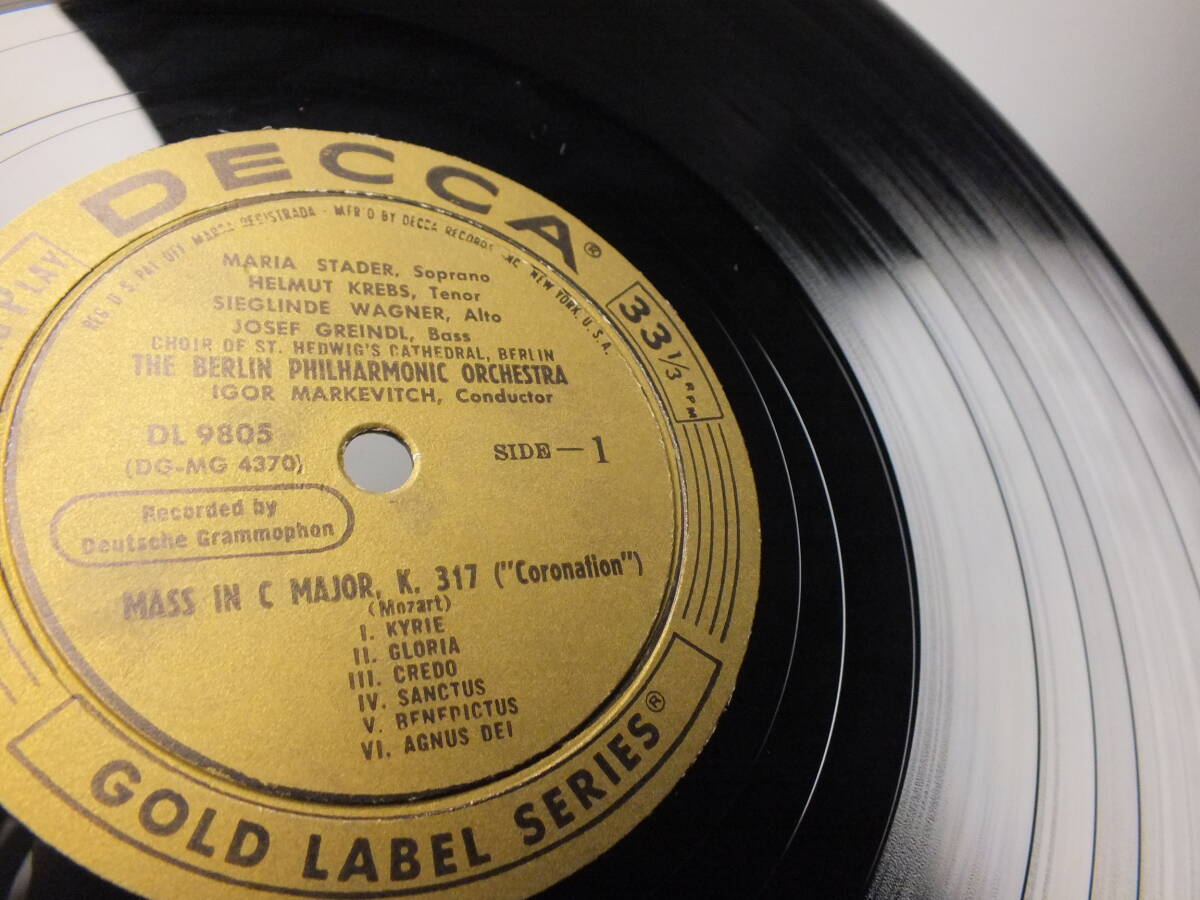 DECCA®
PLAY
REG'D U.S. PAT. OFF. MARCA REGISTRADA · MFR'D BY DECCA RECORDS INC. NEW YORK, U. S. A.
33 1/3 RPM
MARIA STADER, Soprano
HELMUT KREBS, Tenor
SIEGLINDE WAGNER, Alto
JOSEF GREINDL, Bass
CHOIR OF ST. HEDWIG'S CATHEDRAL, BERLIN
THE BERLIN PHILHARMONIC ORCHESTRA
IGOR MARKEVITCH, Conductor
DL 9805
(DG-MG 4370)
SIDE—1
Recorded by
Deutsche Grammophon
MASS IN C MAJOR, K. 317 ("Coronation")
(Mozart)
I. KYRIE
II. GLORIA
III. CREDO
IV. SANCTUS
V. BENEDICTUS
VI. AGNUS DEI
GOLD LABEL SERIES®